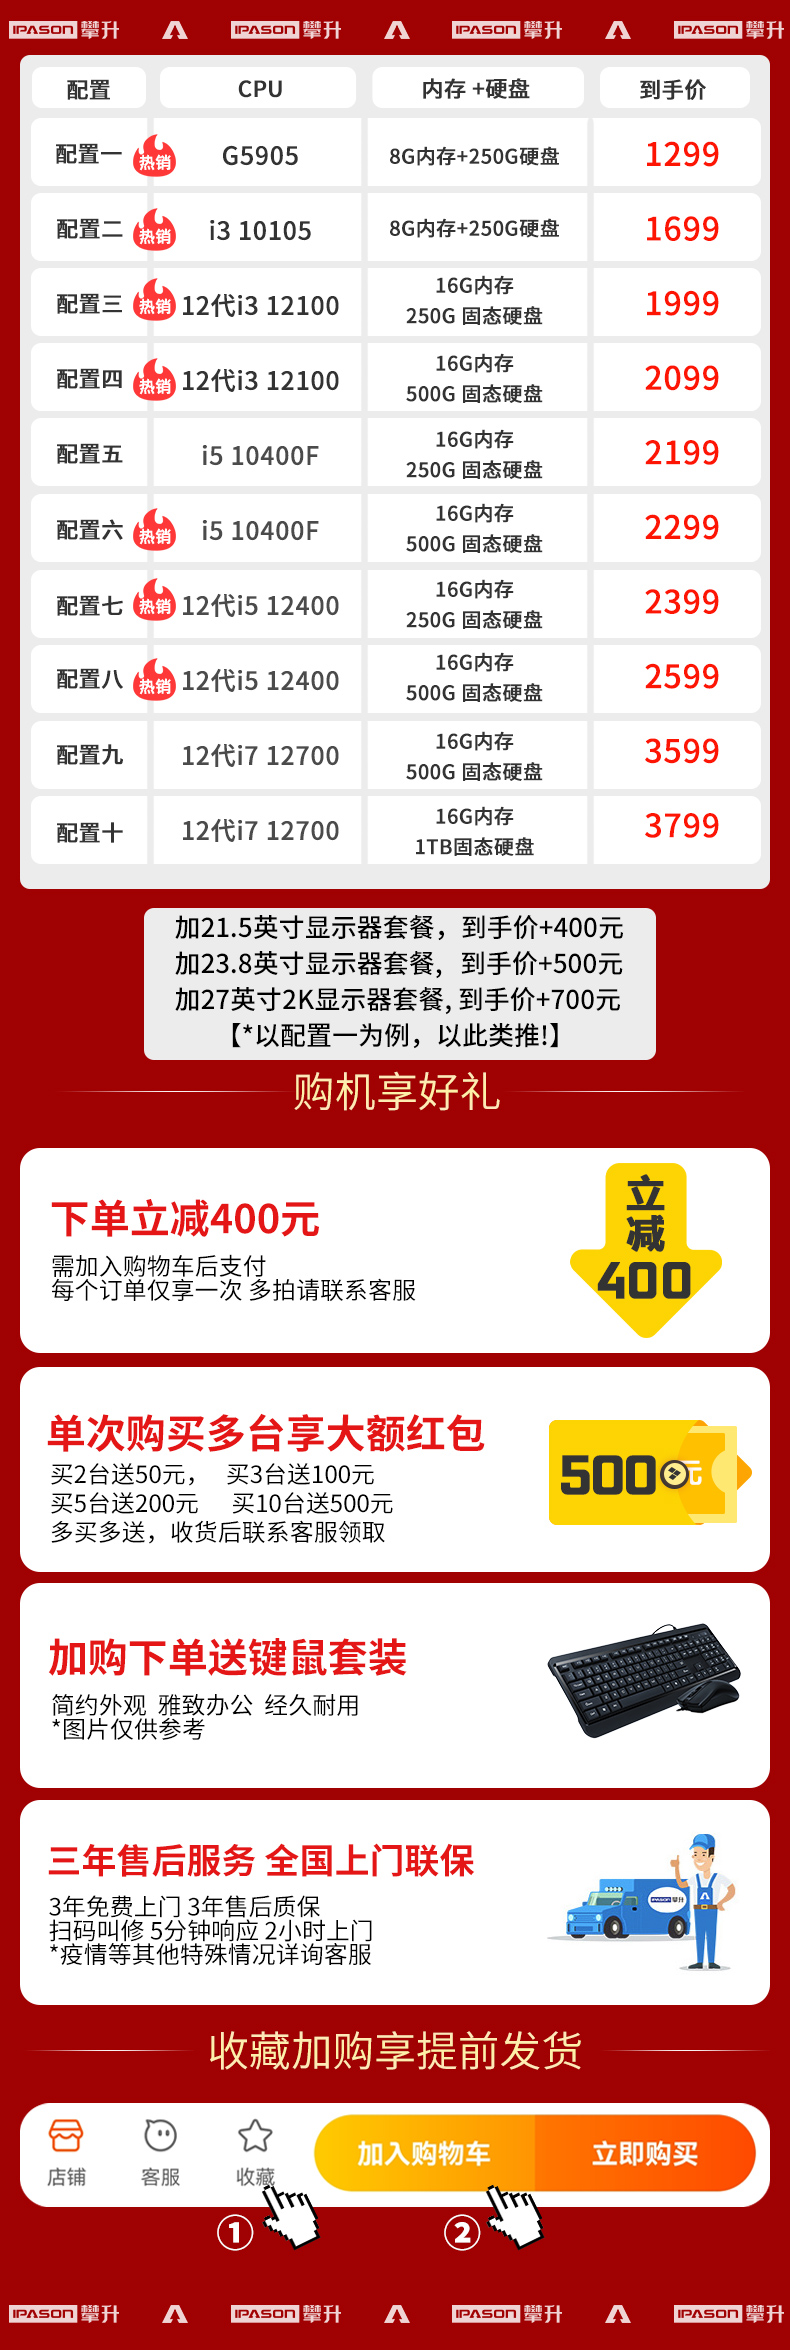 IPASON 攀升 IPASON 攀升 IPASON 攀升 IPASON 攀升
配置 CPU 内存 +硬盘 到手价
配置一 热销 G5905 8G内存+250G硬盘 1299
配置二 热销 i3 10105 8G内存+250G硬盘 1699
配置三 热销 12代i3 12100 16G内存 250G 固态硬盘 1999
配置四 热销 12代i3 12100 16G内存 500G 固态硬盘 2099
配置五 i5 10400F 16G内存 250G 固态硬盘 2199
配置六 热销 i5 10400F 16G内存 500G 固态硬盘 2299
配置七 热销 12代i5 12400 16G内存 250G 固态硬盘 2399
配置八 热销 12代i5 12400 16G内存 500G 固态硬盘 2599
配置九 12代i7 12700 16G内存 500G 固态硬盘 3599
配置十 12代i7 12700 16G内存 1TB固态硬盘 3799
加21.5英寸显示器套餐，到手价+400元
加23.8英寸显示器套餐，到手价+500元
加27英寸2K显示器套餐,到手价+700元
【*以配置一为例，以此类推!】
购机享好礼
下单立减400元
需加入购物车后支付
每个订单仅享一次 多拍请联系客服
立
减
400
单次购买多台享大额红包
买2台送50元， 买3台送100元
买5台送200元 买10台送500元
多买多送，收货后联系客服领取
500元
加购下单送键鼠套装
简约外观 雅致办公 经久耐用
*图片仅供参考
三年售后服务 全国上门联保
3年免费上门 3年售后质保
扫码叫修 5分钟响应 2小时上门
*疫情等其他特殊情况详询客服
IPASON 攀升
收藏加购享提前发货
店铺 客服 收藏 加入购物车 立即购买
① ②
IPASON 攀升 IPASON 攀升 IPASON 攀升 IPASON 攀升